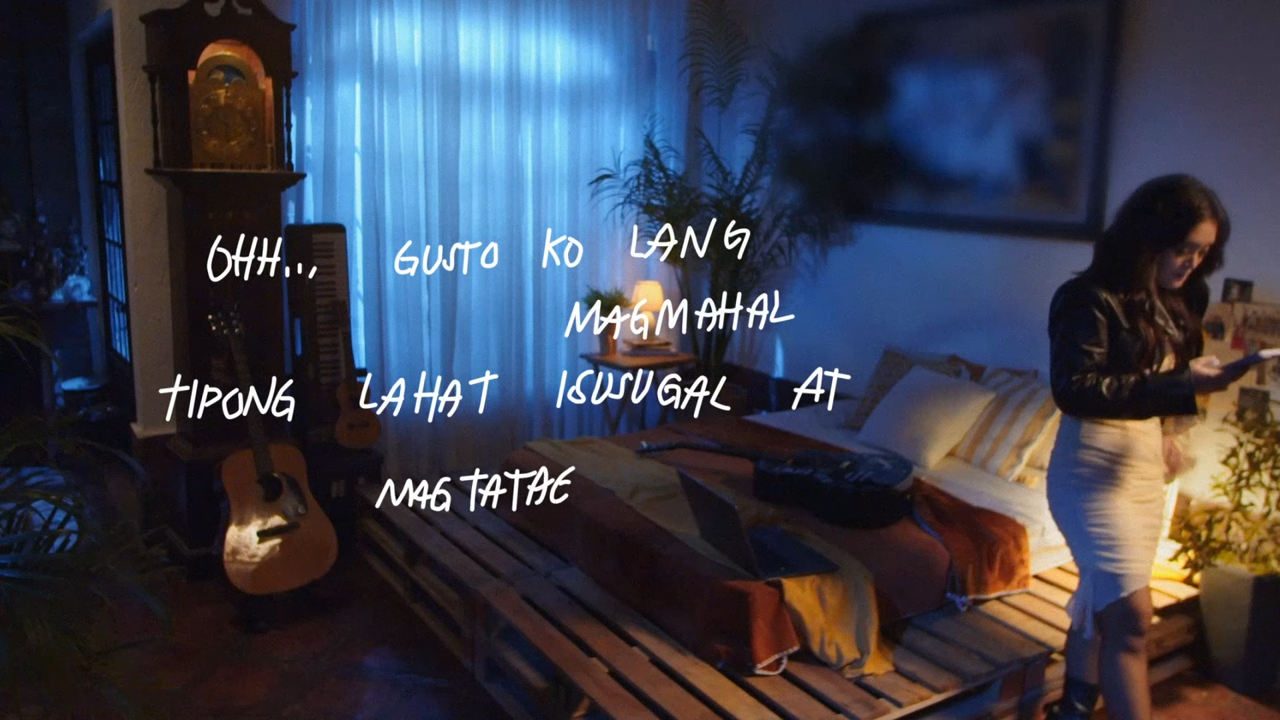 OHH... GUSTO KO LANG
MAGMAHAL
TIPONG LAHAT ISUSUGAL AT
MAGTATAE